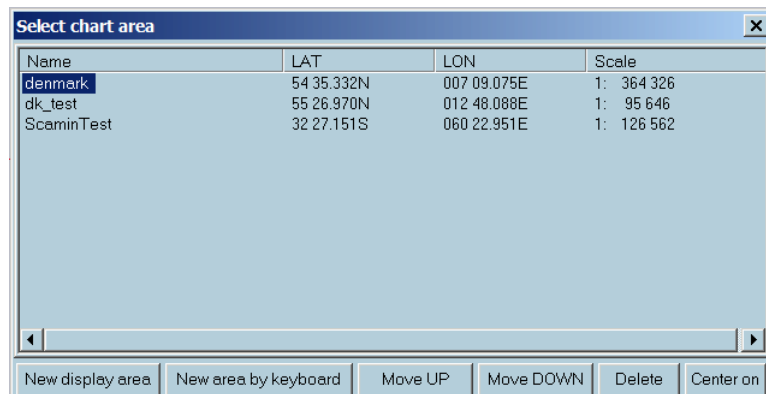 Select chart area
Name LAT LON Scale
denmark 54 35.332N 007 09.075E 1: 364 326
dk_test 55 26.970N 012 48.088E 1: 95 646
ScaminTest 32 27.151S 060 22.951E 1: 126 562
New display area New area by keyboard Move UP Move DOWN Delete Center on